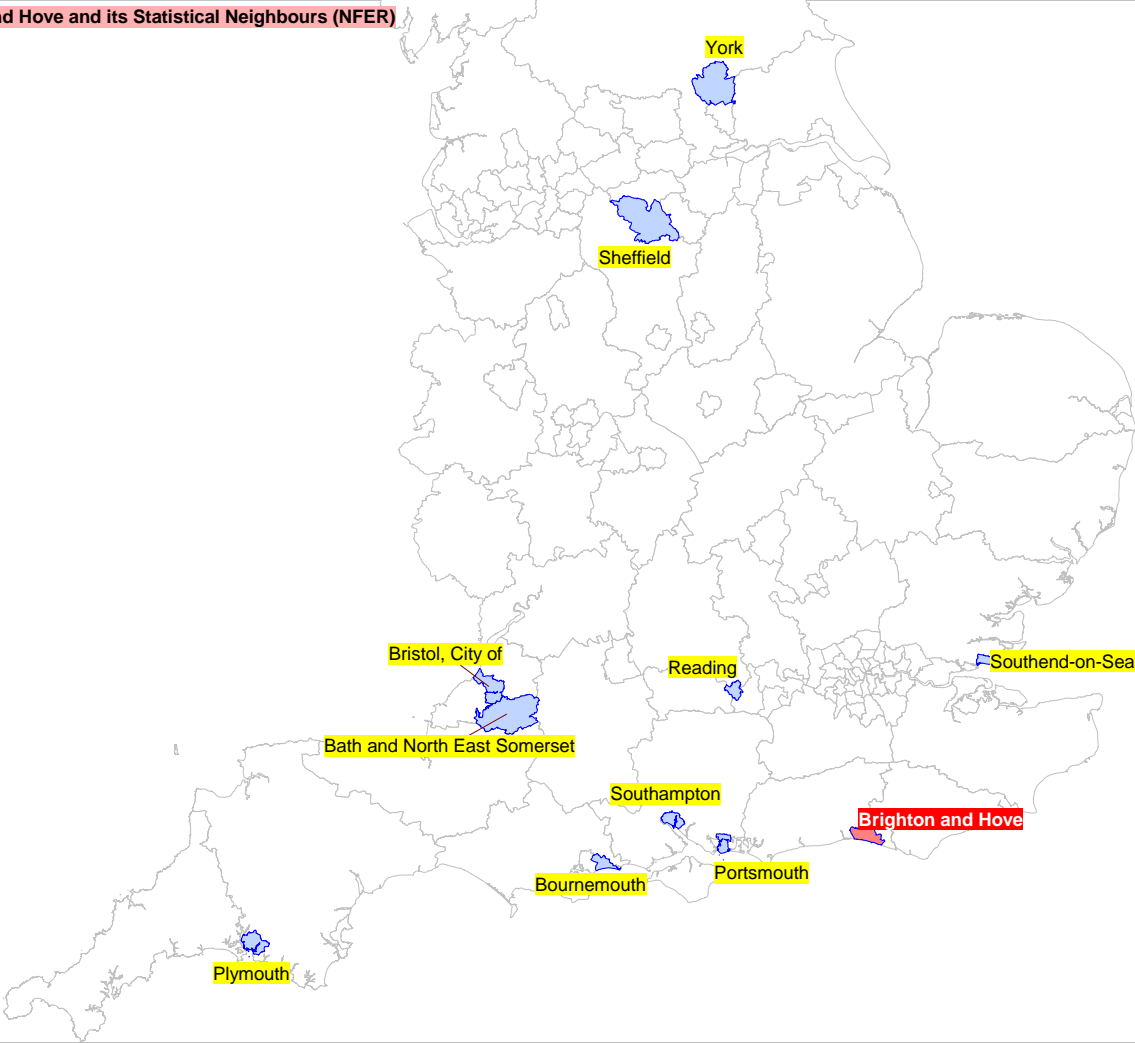 nd Hove and its Statistical Neighbours (NFER)
York
Sheffield
Bristol, City of
Reading
Southend-on-Sea
Bath and North East Somerset
Southampton
Brighton and Hove
Portsmouth
Bournemouth
Plymouth